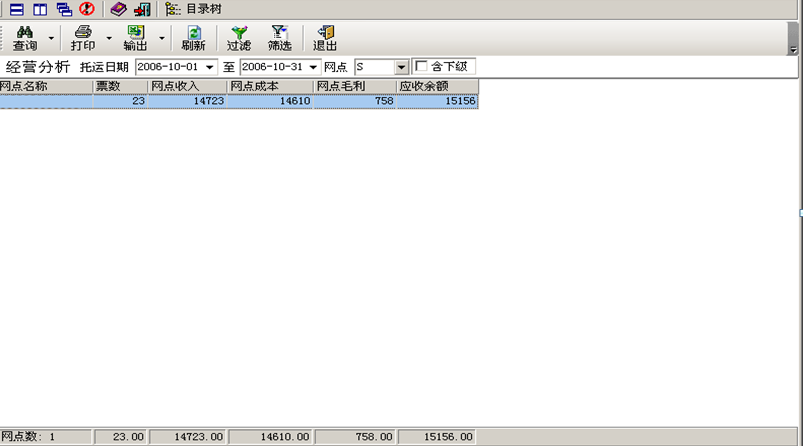 目录树
查询 打印 输出 刷新 过滤 筛选 退出
经营分析 托运日期 2006-10-01 至 2006-10-31 网点 S 含下级
网点名称 票数 网点收入 网点成本 网点毛利 应收余额
23 14723 14610 758 15156
网点数: 1 23.00 14723.00 14610.00 758.00 15156.00